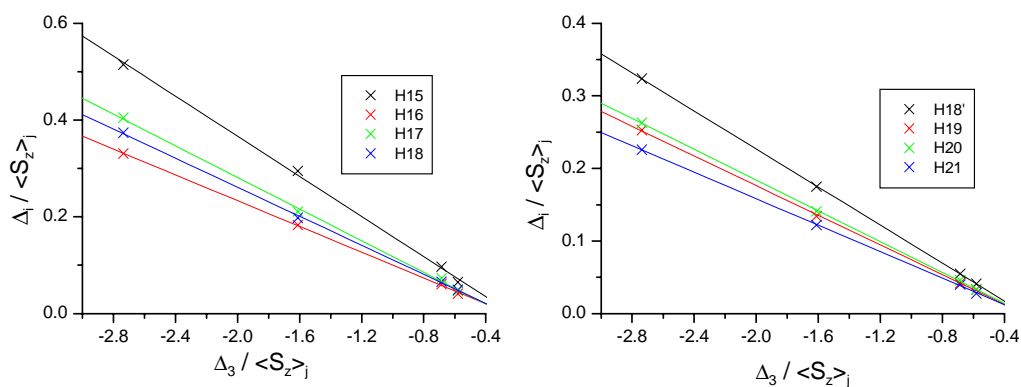 0.6
0.4
0.2
0.0
Δi / <Sz>j
-2.8 -2.4 -2.0 -1.6 -1.2 -0.8 -0.4
Δ3 / <Sz>j
H15
H16
H17
H18
0.4
0.3
0.2
0.1
0.0
Δi / <Sz>j
-2.8 -2.4 -2.0 -1.6 -1.2 -0.8 -0.4
Δ3 / <Sz>j
H18'
H19
H20
H21